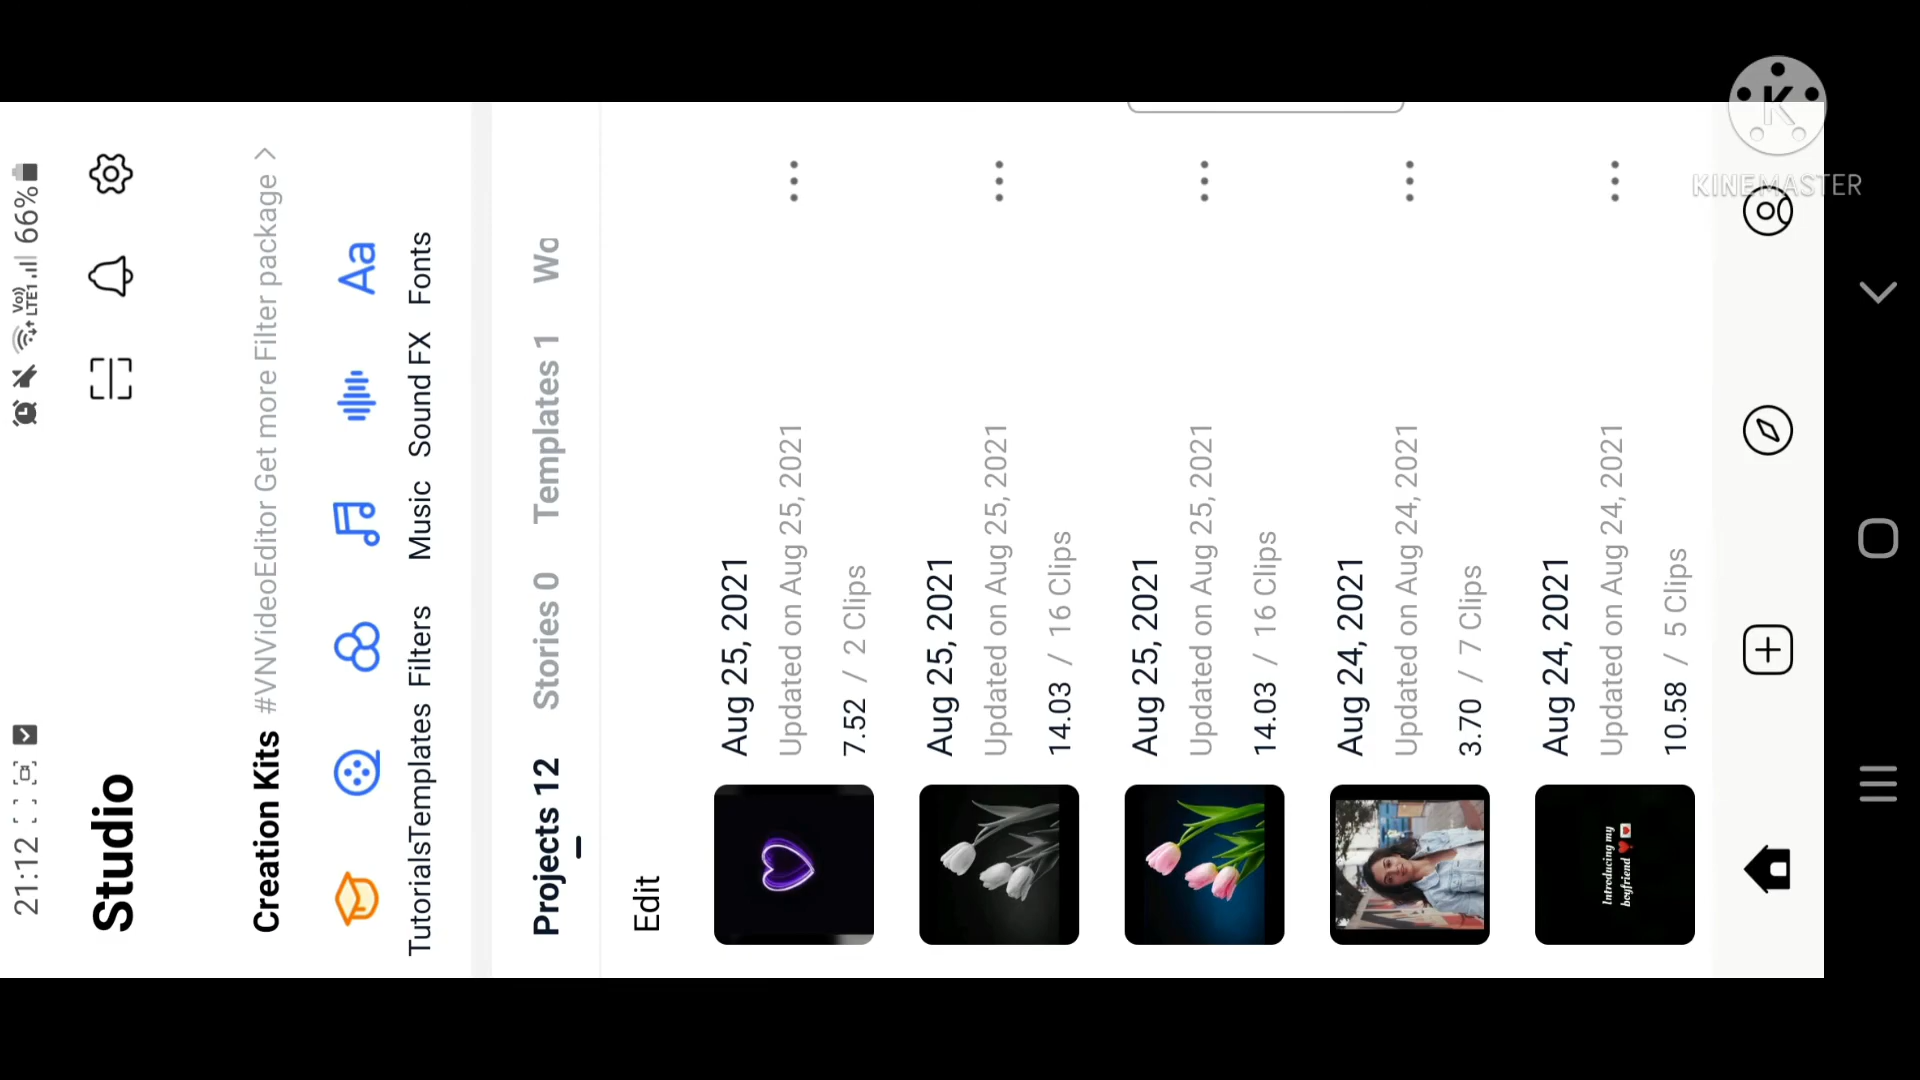 21:12
Vo))
LTE1
66%
Studio
Creation Kits #VNVideoEditor Get more Filter package >
Tutorials Templates Filters Music Sound FX Fonts
Projects 12 Stories 0 Templates 1 Wo
Edit
Aug 25, 2021
Updated on Aug 25, 2021
7.52 / 2 Clips
Aug 25, 2021
Updated on Aug 25, 2021
14.03 / 16 Clips
Aug 25, 2021
Updated on Aug 25, 2021
14.03 / 16 Clips
Aug 24, 2021
Updated on Aug 24, 2021
3.70 / 7 Clips
Introducing my
boyfriend
Aug 24, 2021
Updated on Aug 24, 2021
10.58 / 5 Clips
K
KINEMASTER